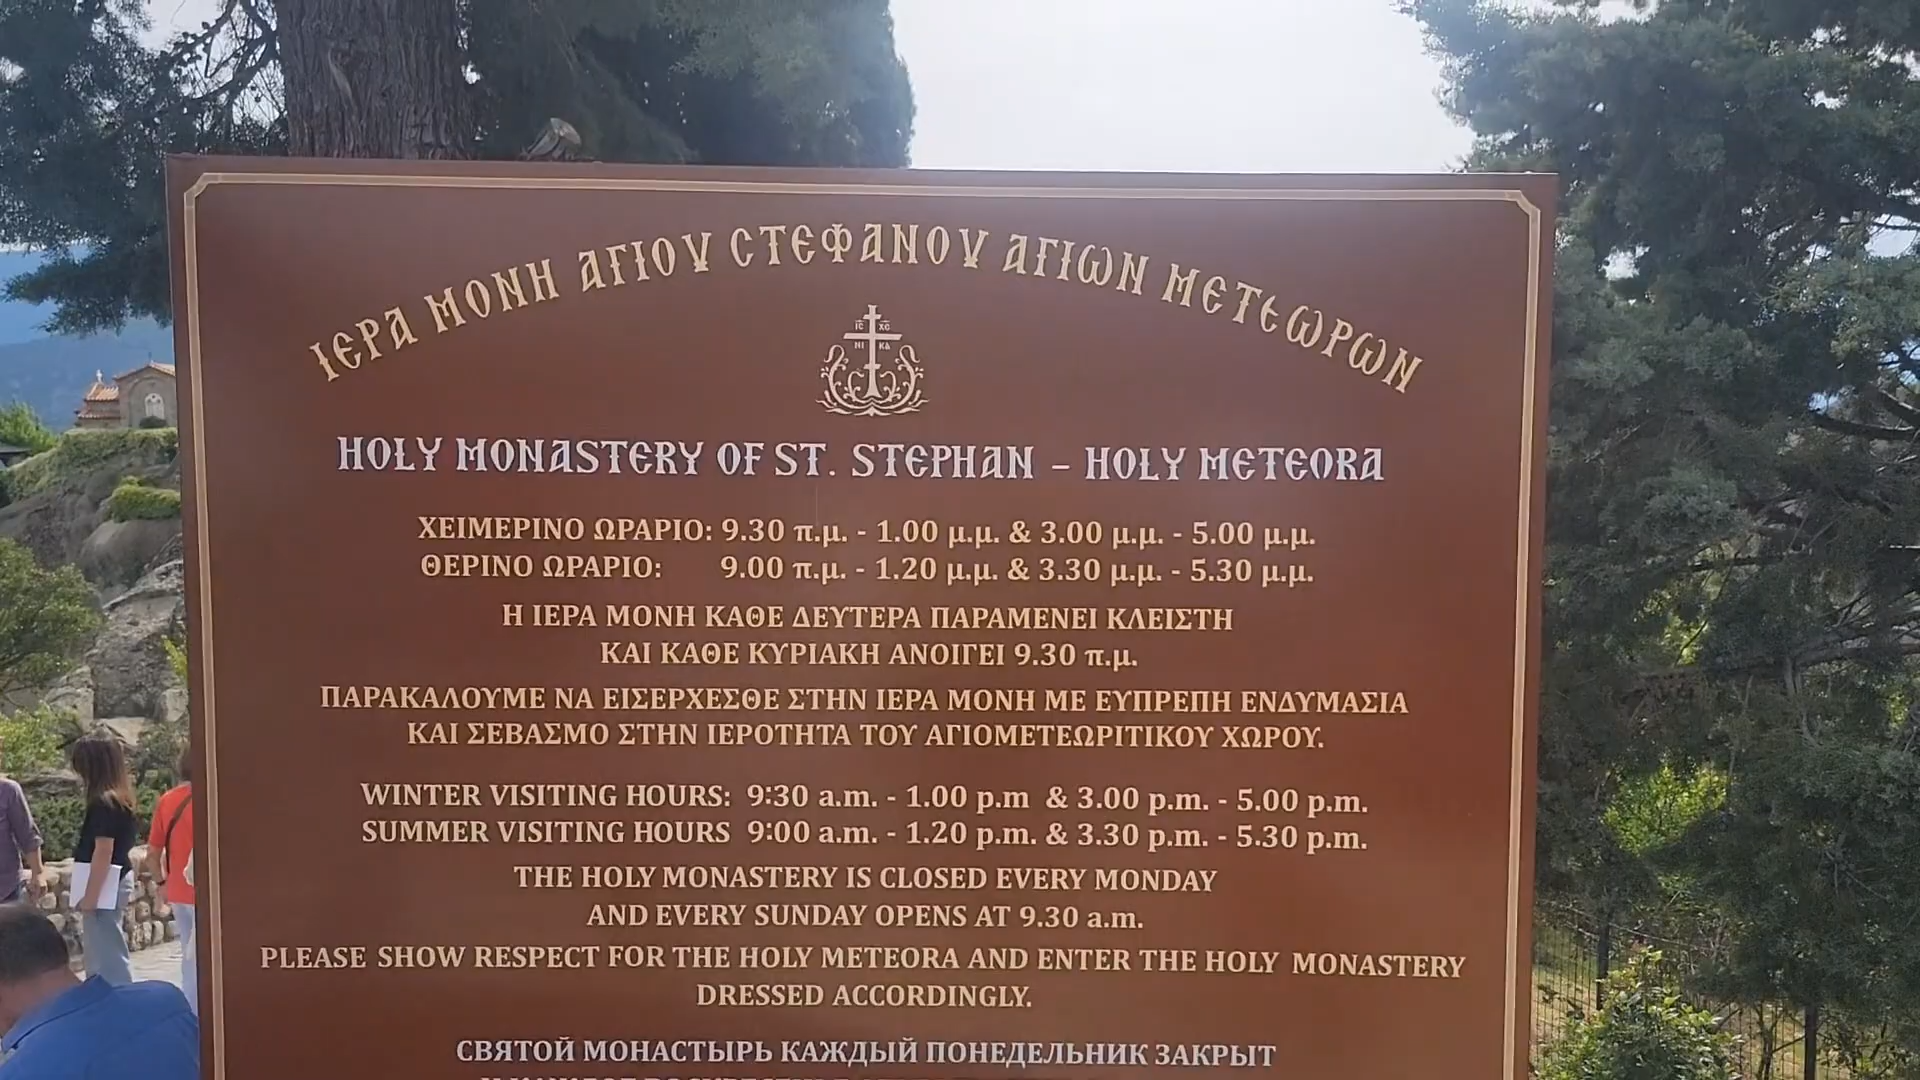 ΙΕΡΑ ΜΟΝΗ ΑΓΙΟΥ ΣΤΕΦΑΝΟΥ ΑΓΙΩΝ ΜΕΤΕΩΡΩΝ
IC XC
NI KA
HOLY MONASTERY OF ST. STEPHAN – HOLY METEORA
ΧΕΙΜΕΡΙΝΟ ΩΡΑΡΙΟ: 9.30 π.μ. - 1.00 μ.μ. & 3.00 μ.μ. - 5.00 μ.μ.
ΘΕΡΙΝΟ ΩΡΑΡΙΟ: 9.00 π.μ. - 1.20 μ.μ. & 3.30 μ.μ. - 5.30 μ.μ.
Η ΙΕΡΑ ΜΟΝΗ ΚΑΘΕ ΔΕΥΤΕΡΑ ΠΑΡΑΜΕΝΕΙ ΚΛΕΙΣΤΗ
ΚΑΙ ΚΑΘΕ ΚΥΡΙΑΚΗ ΑΝΟΙΓΕΙ 9.30 π.μ.
ΠΑΡΑΚΑΛΟΥΜΕ ΝΑ ΕΙΣΕΡΧΕΣΘΕ ΣΤΗΝ ΙΕΡΑ ΜΟΝΗ ΜΕ ΕΥΠΡΕΠΗ ΕΝΔΥΜΑΣΙΑ
ΚΑΙ ΣΕΒΑΣΜΟ ΣΤΗΝ ΙΕΡΟΤΗΤΑ ΤΟΥ ΑΓΙΟΜΕΤΕΩΡΙΤΙΚΟΥ ΧΩΡΟΥ.
WINTER VISITING HOURS: 9:30 a.m. - 1.00 p.m & 3.00 p.m. - 5.00 p.m.
SUMMER VISITING HOURS 9:00 a.m. - 1.20 p.m. & 3.30 p.m. - 5.30 p.m.
THE HOLY MONASTERY IS CLOSED EVERY MONDAY
AND EVERY SUNDAY OPENS AT 9.30 a.m.
PLEASE SHOW RESPECT FOR THE HOLY METEORA AND ENTER THE HOLY MONASTERY
DRESSED ACCORDINGLY.
СВЯТОЙ МОНАСТЫРЬ КАЖДЫЙ ПОНЕДЕЛЬНИК ЗАКРЫТ